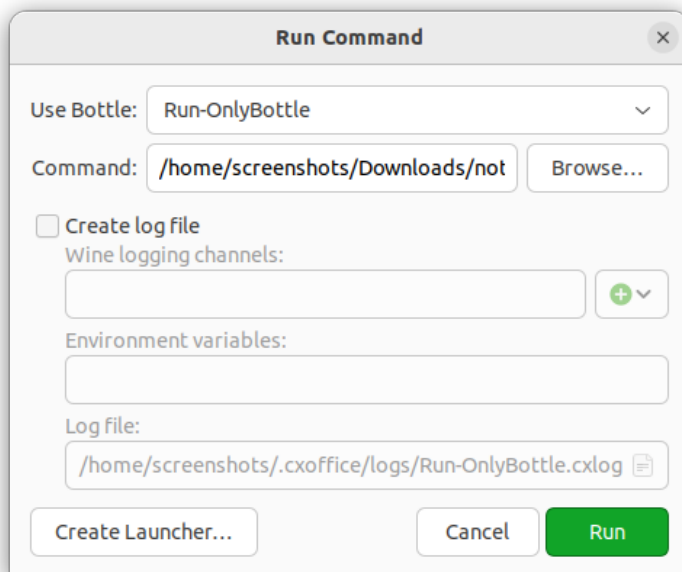 Run Command
Use Bottle: Run-OnlyBottle
Command: /home/screenshots/Downloads/not Browse...
Create log file
Wine logging channels:
Environment variables:
Log file:
/home/screenshots/.cxoffice/logs/Run-OnlyBottle.cxlog
Create Launcher... Cancel Run